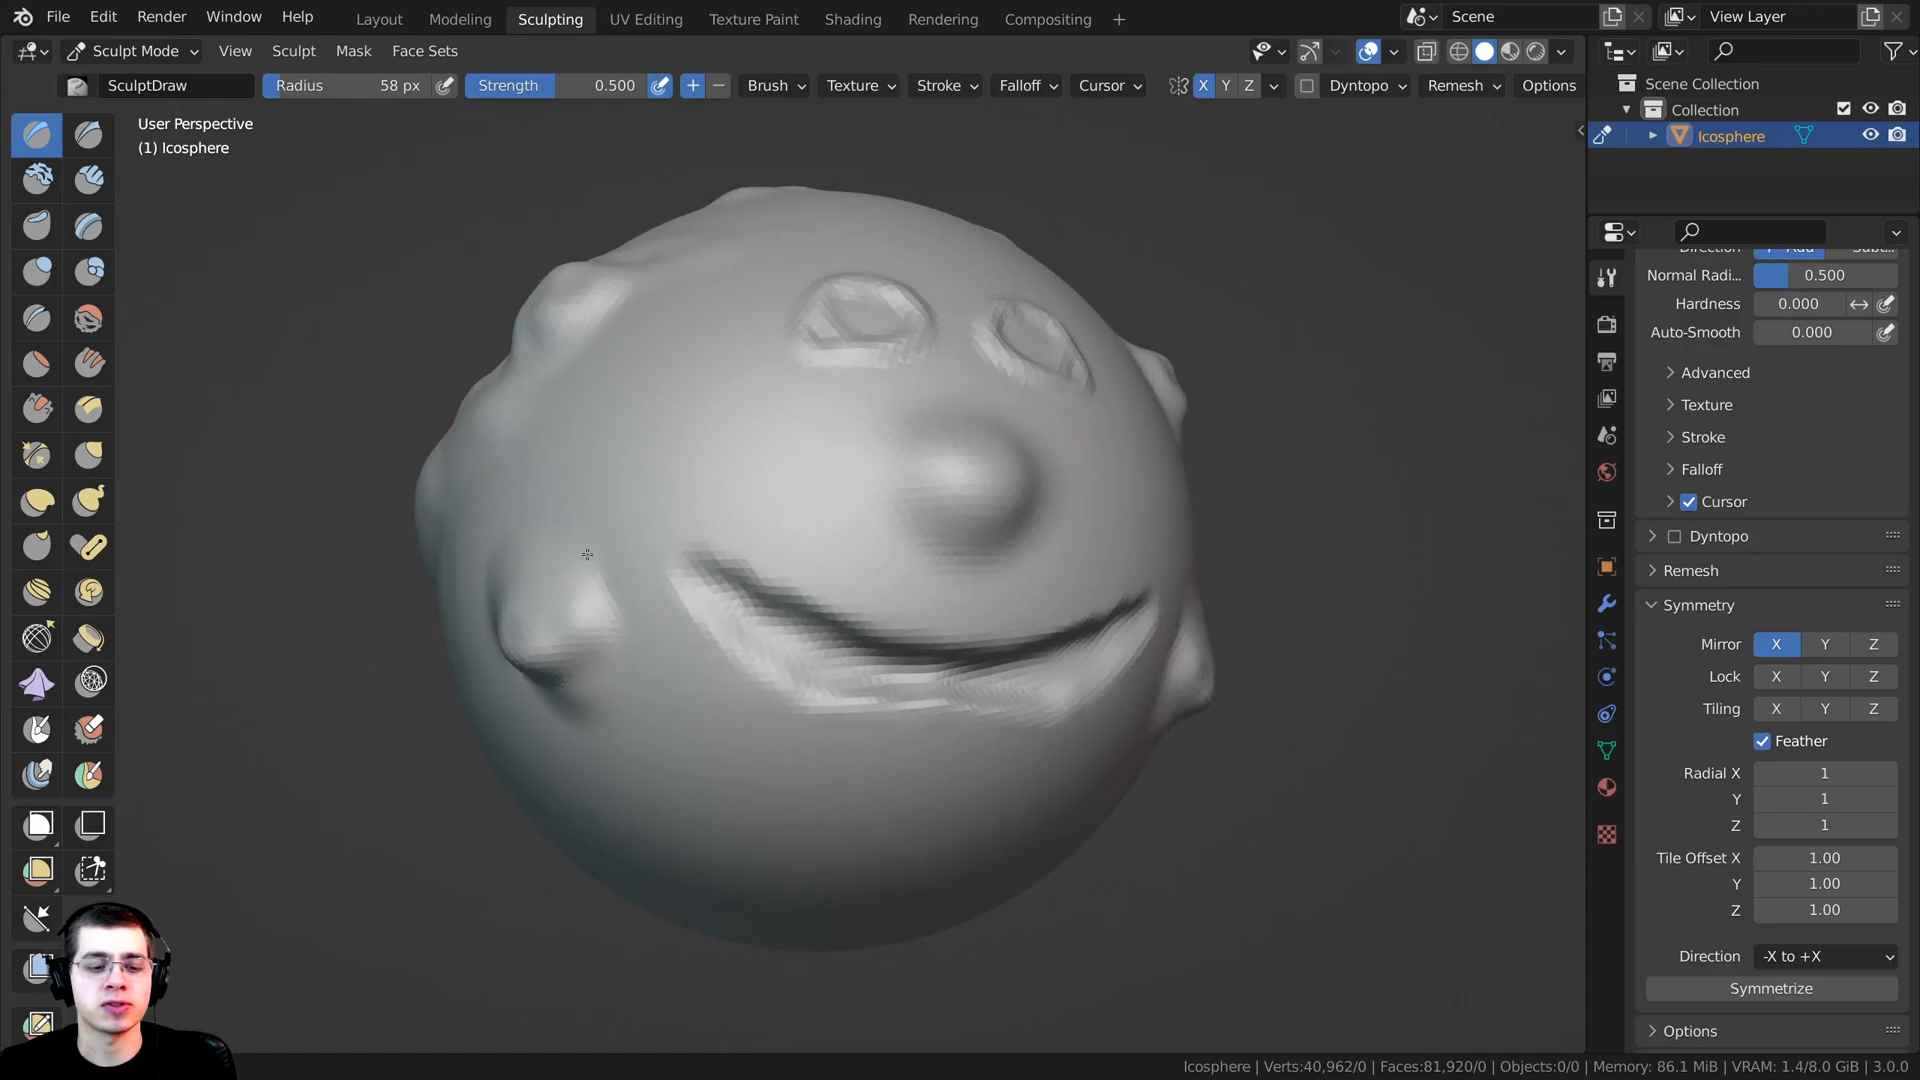 File Edit Render Window Help Layout Modeling Sculpting UV Editing Texture Paint Shading Rendering Compositing + Scene View Layer
Sculpt Mode View Sculpt Mask Face Sets
SculptDraw Radius 58 px Strength 0.500 Brush Texture Stroke Falloff Cursor X Y Z Dyntopo Remesh Options
User Perspective
(1) Icosphere
Scene Collection
Collection
Icosphere
Normal Radi... 0.500
Hardness 0.000
Auto-Smooth 0.000
Advanced
Texture
Stroke
Falloff
Cursor
Dyntopo
Remesh
Symmetry
Mirror X Y Z
Lock X Y Z
Tiling X Y Z
Feather
Radial X 1
Y 1
Z 1
Tile Offset X 1.00
Y 1.00
Z 1.00
Direction -X to +X
Symmetrize
Options
Icosphere | Verts:40,962/0 | Faces:81,920/0 | Objects:0/0 | Memory: 86.1 MiB | VRAM: 1.4/8.0 GiB | 3.0.0